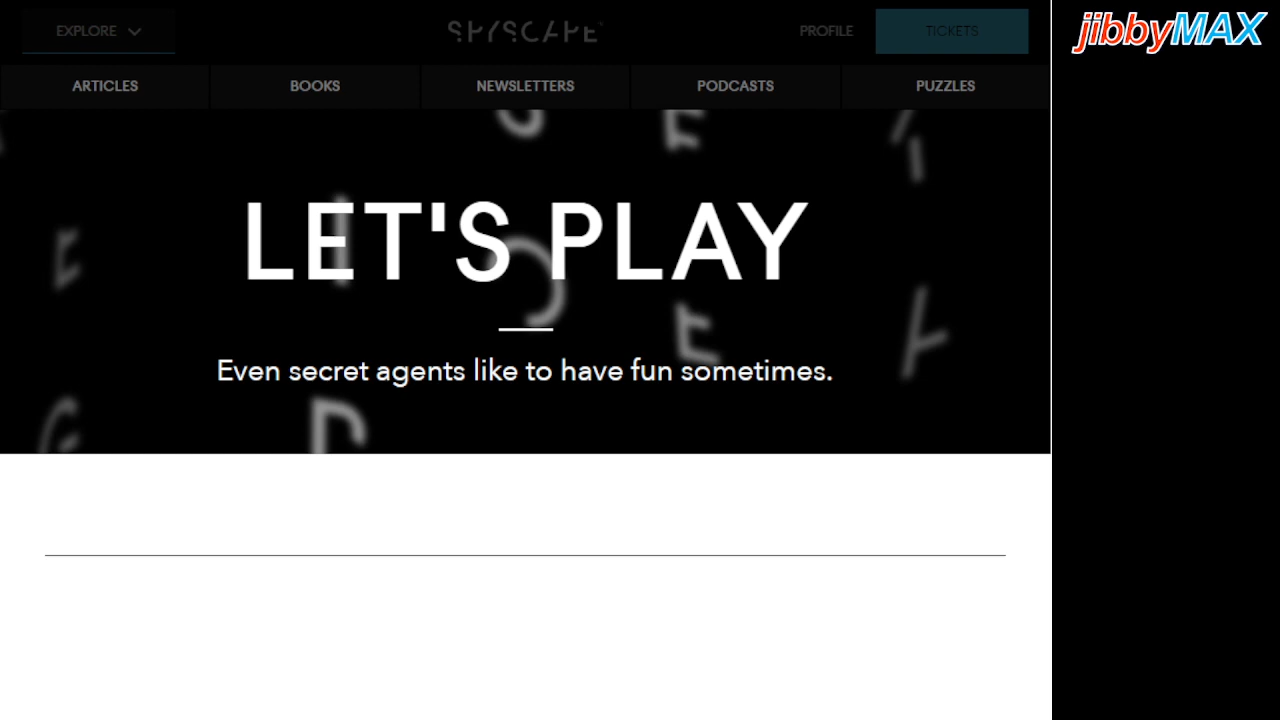 EXPLORE
SPYSCAPE
PROFILE
TICKETS
jibbyMAX
ARTICLES
BOOKS
NEWSLETTERS
PODCASTS
PUZZLES
LET'S PLAY
Even secret agents like to have fun sometimes.